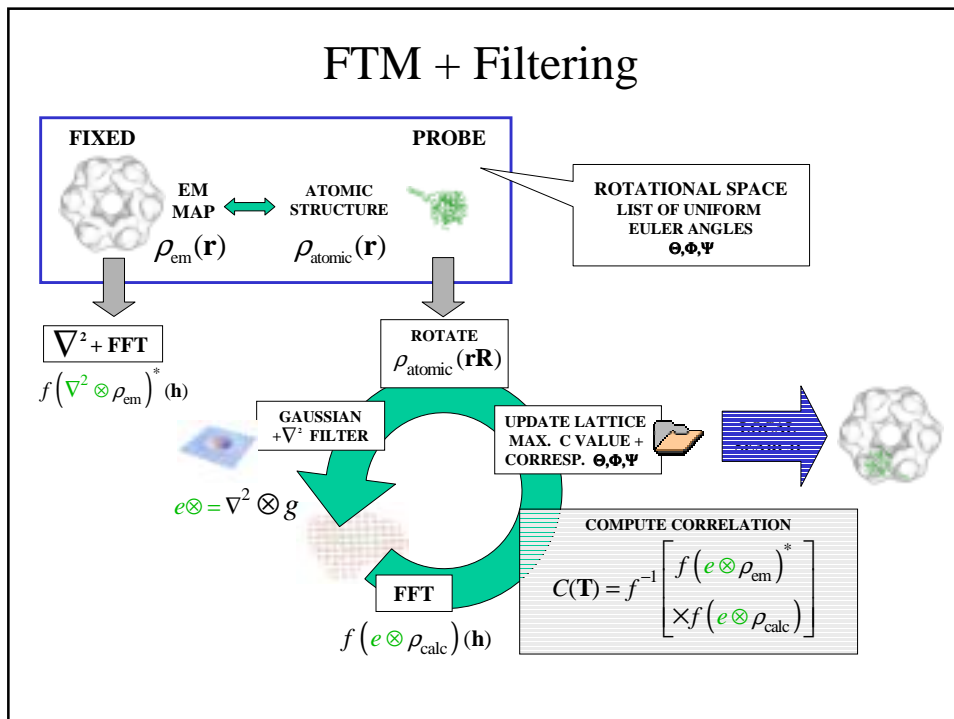 FTM + Filtering
FIXED
PROBE
EM
MAP
ATOMIC
STRUCTURE
ρem(r)
ρatomic(r)
ROTATIONAL SPACE
LIST OF UNIFORM
EULER ANGLES
Θ,Φ,Ψ
∇² + FFT
f(∇² ⊗ ρem)*(h)
ROTATE
ρatomic(rR)
GAUSSIAN
+∇² FILTER
e⊗ = ∇² ⊗ g
UPDATE LATTICE
MAX. C VALUE +
CORRESP. Θ,Φ,Ψ
COMPUTE CORRELATION
C(T) = f⁻¹[f(e ⊗ ρem)*
×f(e ⊗ ρcalc)]
FFT
f(e ⊗ ρcalc)(h)